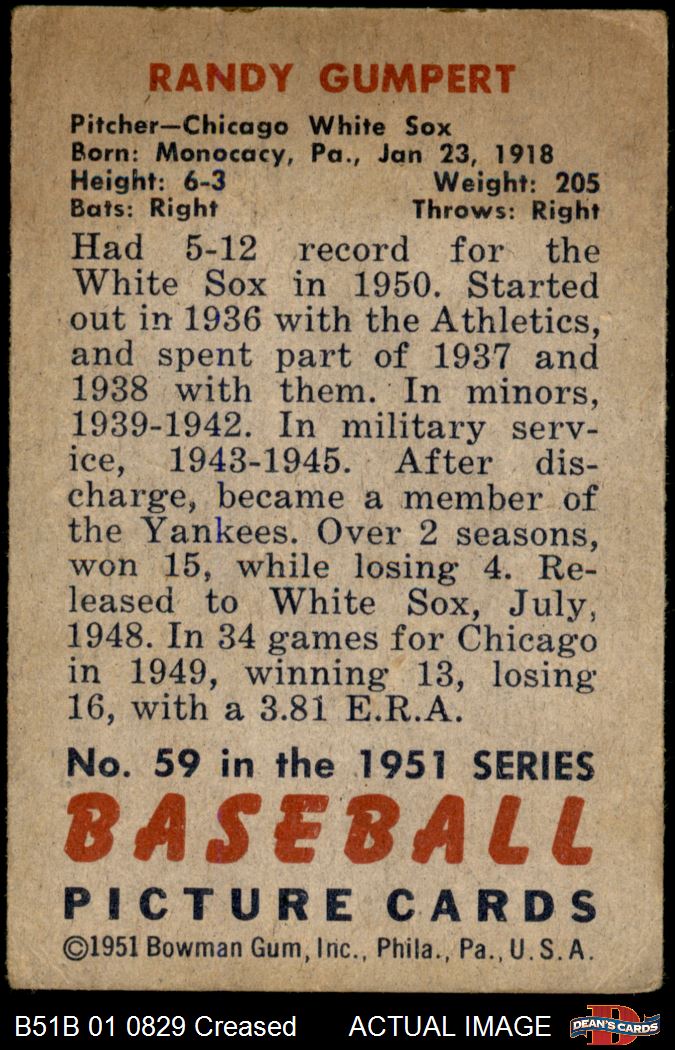 RANDY GUMPERT
Pitcher—Chicago White Sox
Born: Monocacy, Pa., Jan 23, 1918
Height: 6-3 Weight: 205
Bats: Right Throws: Right
Had 5-12 record for the
White Sox in 1950. Started
out in 1936 with the Athletics,
and spent part of 1937 and
1938 with them. In minors,
1939-1942. In military serv-
ice, 1943-1945. After dis-
charge, became a member of
the Yankees. Over 2 seasons,
won 15, while losing 4. Re-
leased to White Sox, July,
1948. In 34 games for Chicago
in 1949, winning 13, losing
16, with a 3.81 E.R.A.
No. 59 in the 1951 SERIES
BASEBALL
PICTURE CARDS
©1951 Bowman Gum, Inc., Phila., Pa., U.S.A.
B51B 01 0829 Creased ACTUAL IMAGE DEAN'S CARDS